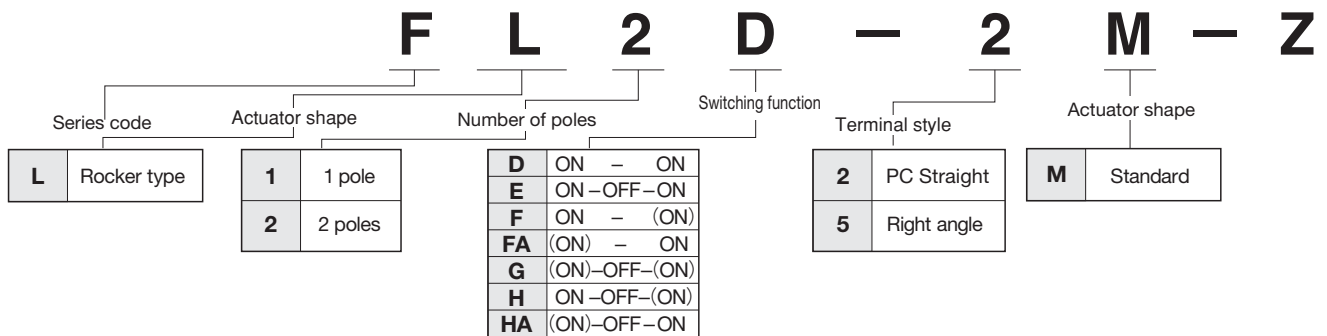 F L 2 D – 2 M – Z
Series code
Actuator shape
Number of poles
Switching function
Terminal style
Actuator shape
L Rocker type
1 1 pole
2 2 poles
D ON – ON
E ON–OFF–ON
F ON – (ON)
FA (ON) – ON
G (ON)–OFF–(ON)
H ON–OFF–(ON)
HA (ON)–OFF–ON
2 PC Straight
5 Right angle
M Standard